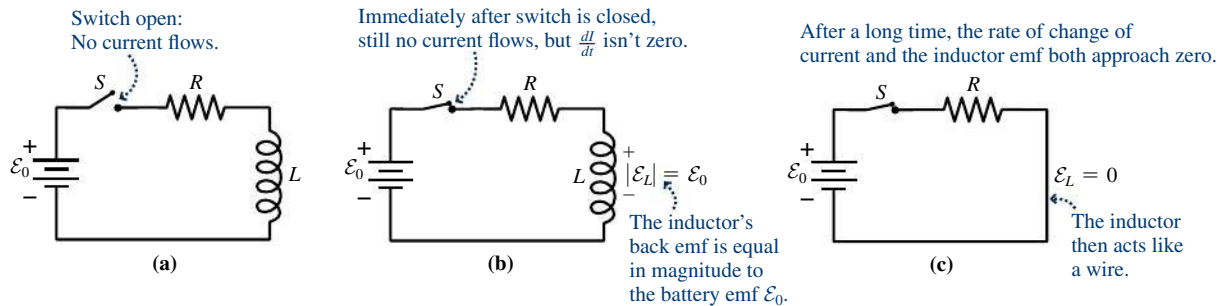 Switch open:
No current flows.
S
R
+
ℰ₀
−
L
(a)
Immediately after switch is closed,
still no current flows, but dI/dt isn't zero.
S
R
+
ℰ₀
−
L
+
|ℰ_L| = ℰ₀
−
The inductor's
back emf is equal
in magnitude to
the battery emf ℰ₀.
(b)
After a long time, the rate of change of
current and the inductor emf both approach zero.
S
R
+
ℰ₀
−
ℰ_L = 0
The inductor
then acts like
a wire.
(c)